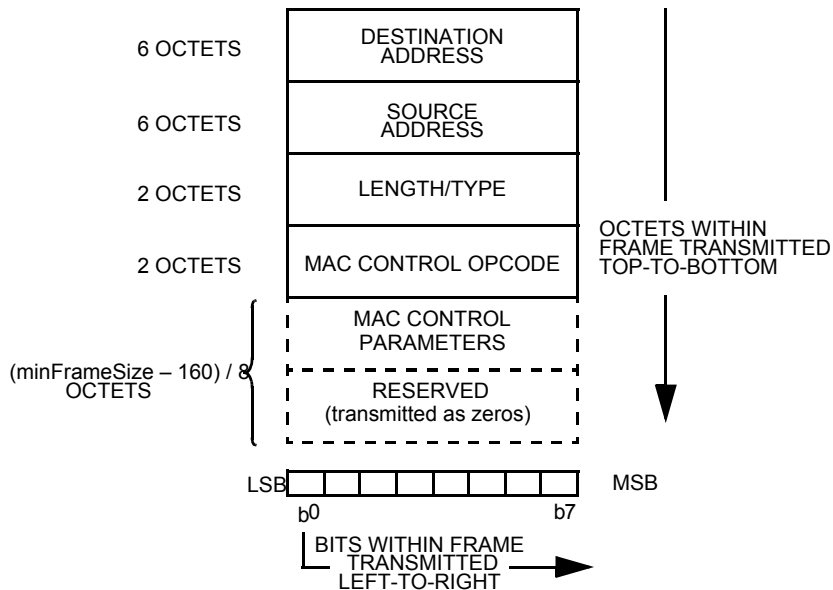 6 OCTETS
DESTINATION
ADDRESS
6 OCTETS
SOURCE
ADDRESS
2 OCTETS
LENGTH/TYPE
2 OCTETS
MAC CONTROL OPCODE
OCTETS WITHIN
FRAME TRANSMITTED
TOP-TO-BOTTOM
(minFrameSize – 160) / 8
OCTETS
MAC CONTROL
PARAMETERS
RESERVED
(transmitted as zeros)
LSB
MSB
b0
b7
BITS WITHIN FRAME
TRANSMITTED
LEFT-TO-RIGHT